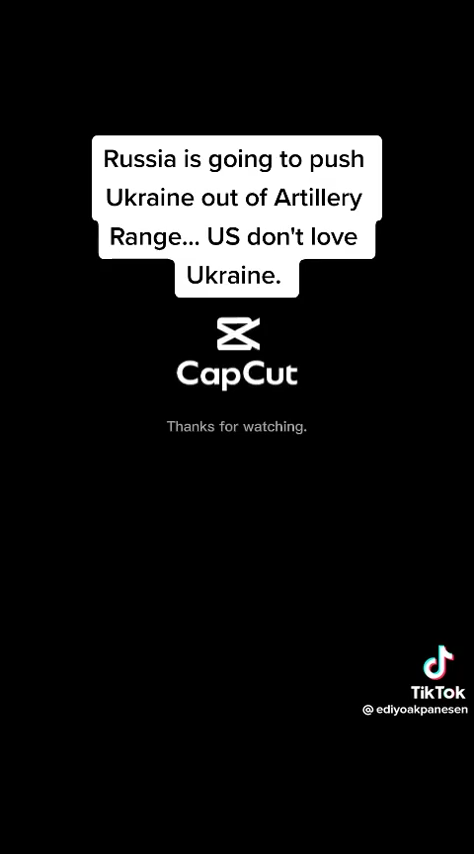 Russia is going to push
Ukraine out of Artillery
Range... US don't love
Ukraine.
CapCut
Thanks for watching.
TikTok
@ ediyoakpanesen